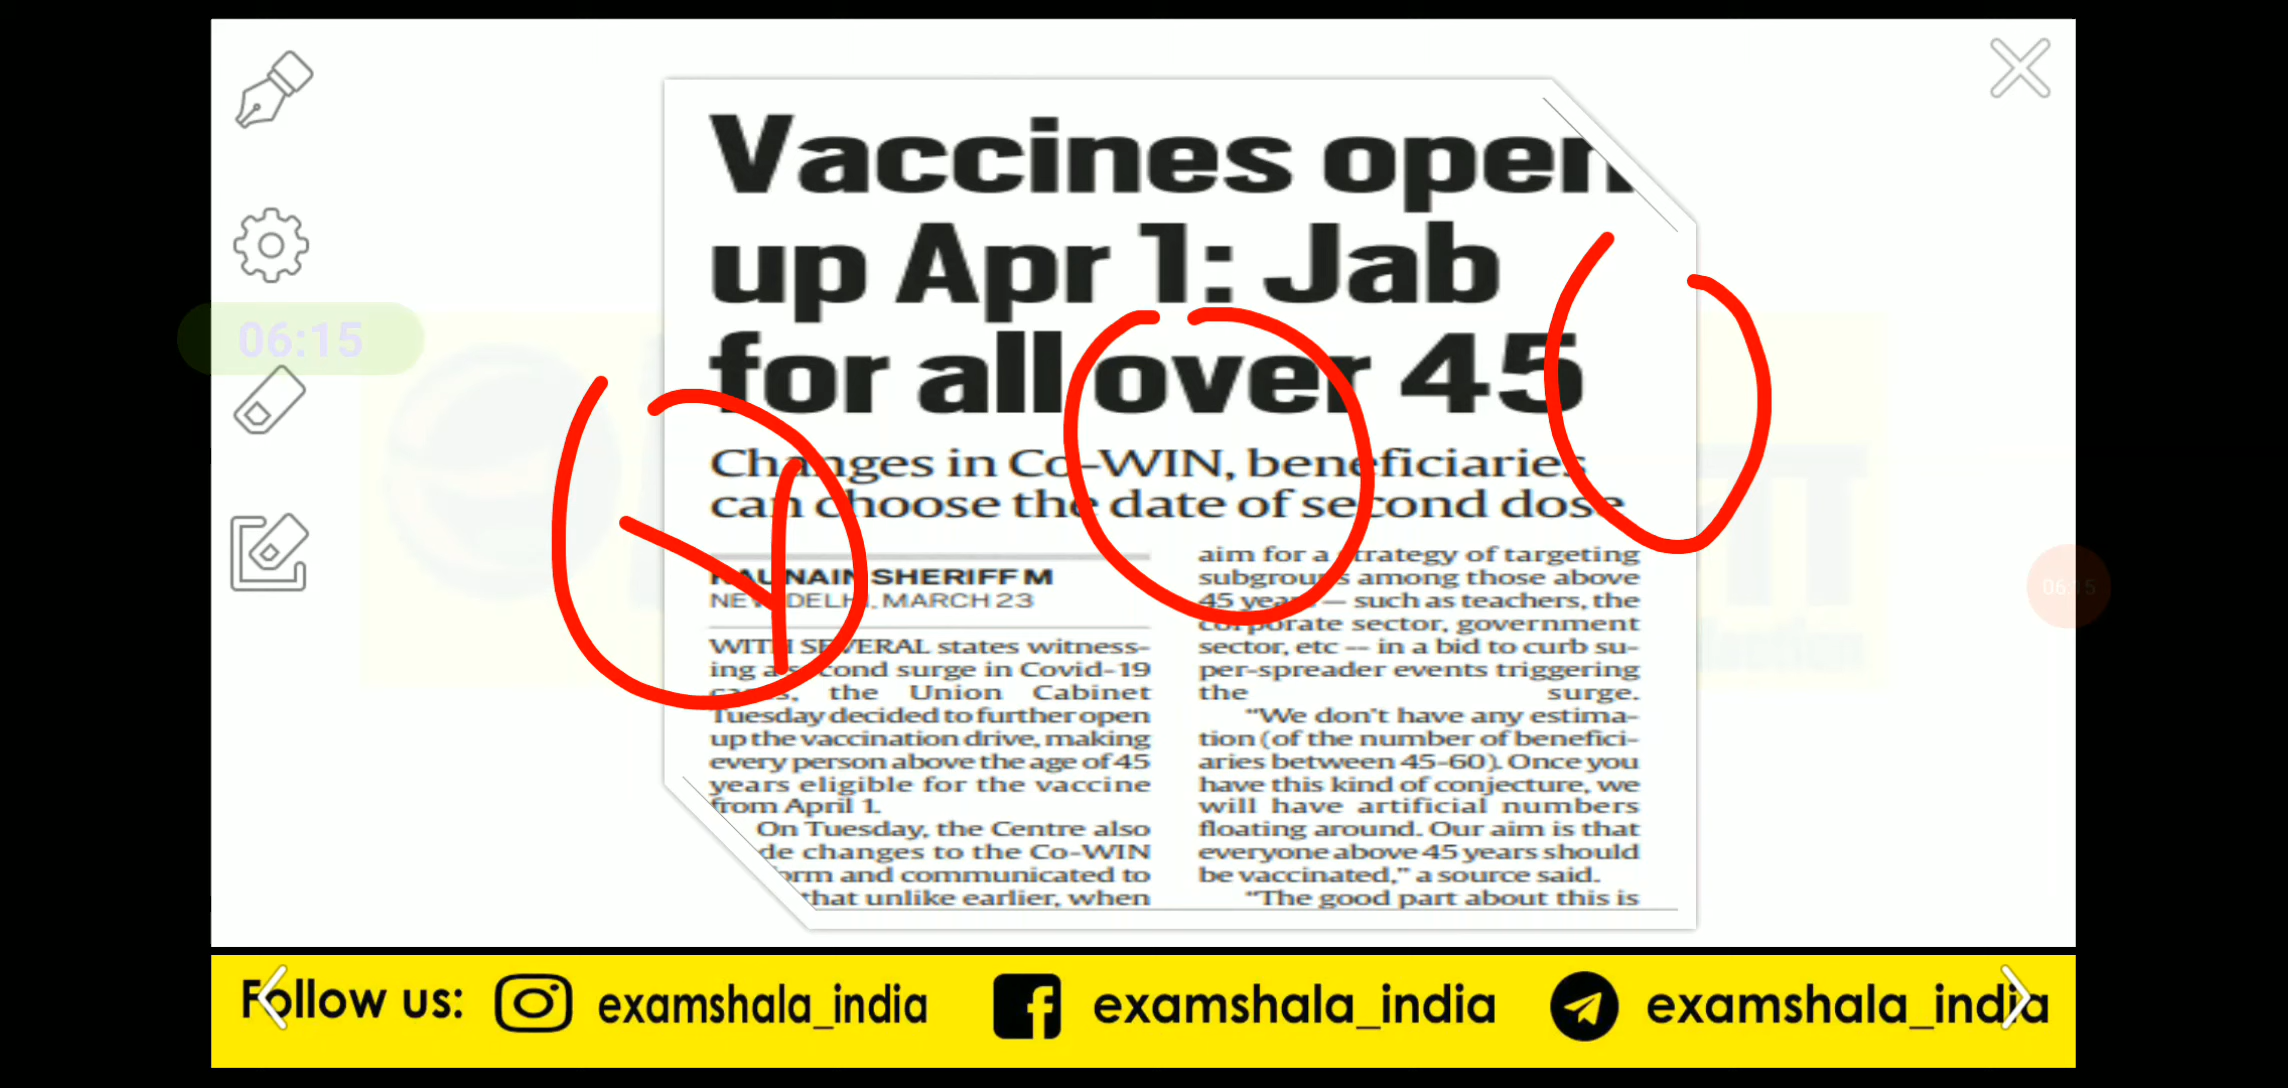 Vaccines open
up Apr 1: Jab
for all over 45
06:15
Changes in Co-WIN, beneficiaries
can choose the date of second dose
KAUNAIN SHERIFF M
NEW DELHI, MARCH 23
WITH SEVERAL states witness-
ing a second surge in Covid-19
cases, the Union Cabinet
Tuesday decided to further open
up the vaccination drive, making
every person above the age of 45
years eligible for the vaccine
from April 1.
On Tuesday, the Centre also
changes to the Co-WIN
and communicated to
that unlike earlier, when
aim for a strategy of targeting
subgroups among those above
45 years — such as teachers, the
corporate sector, government
sector, etc -- in a bid to curb su-
per-spreader events triggering
the surge.
"We don't have any estima-
tion (of the number of benefici-
aries between 45-60). Once you
have this kind of conjecture, we
will have artificial numbers
floating around. Our aim is that
everyone above 45 years should
be vaccinated," a source said.
"The good part about this is
06:15
Follow us: examshala_india examshala_india examshala_india